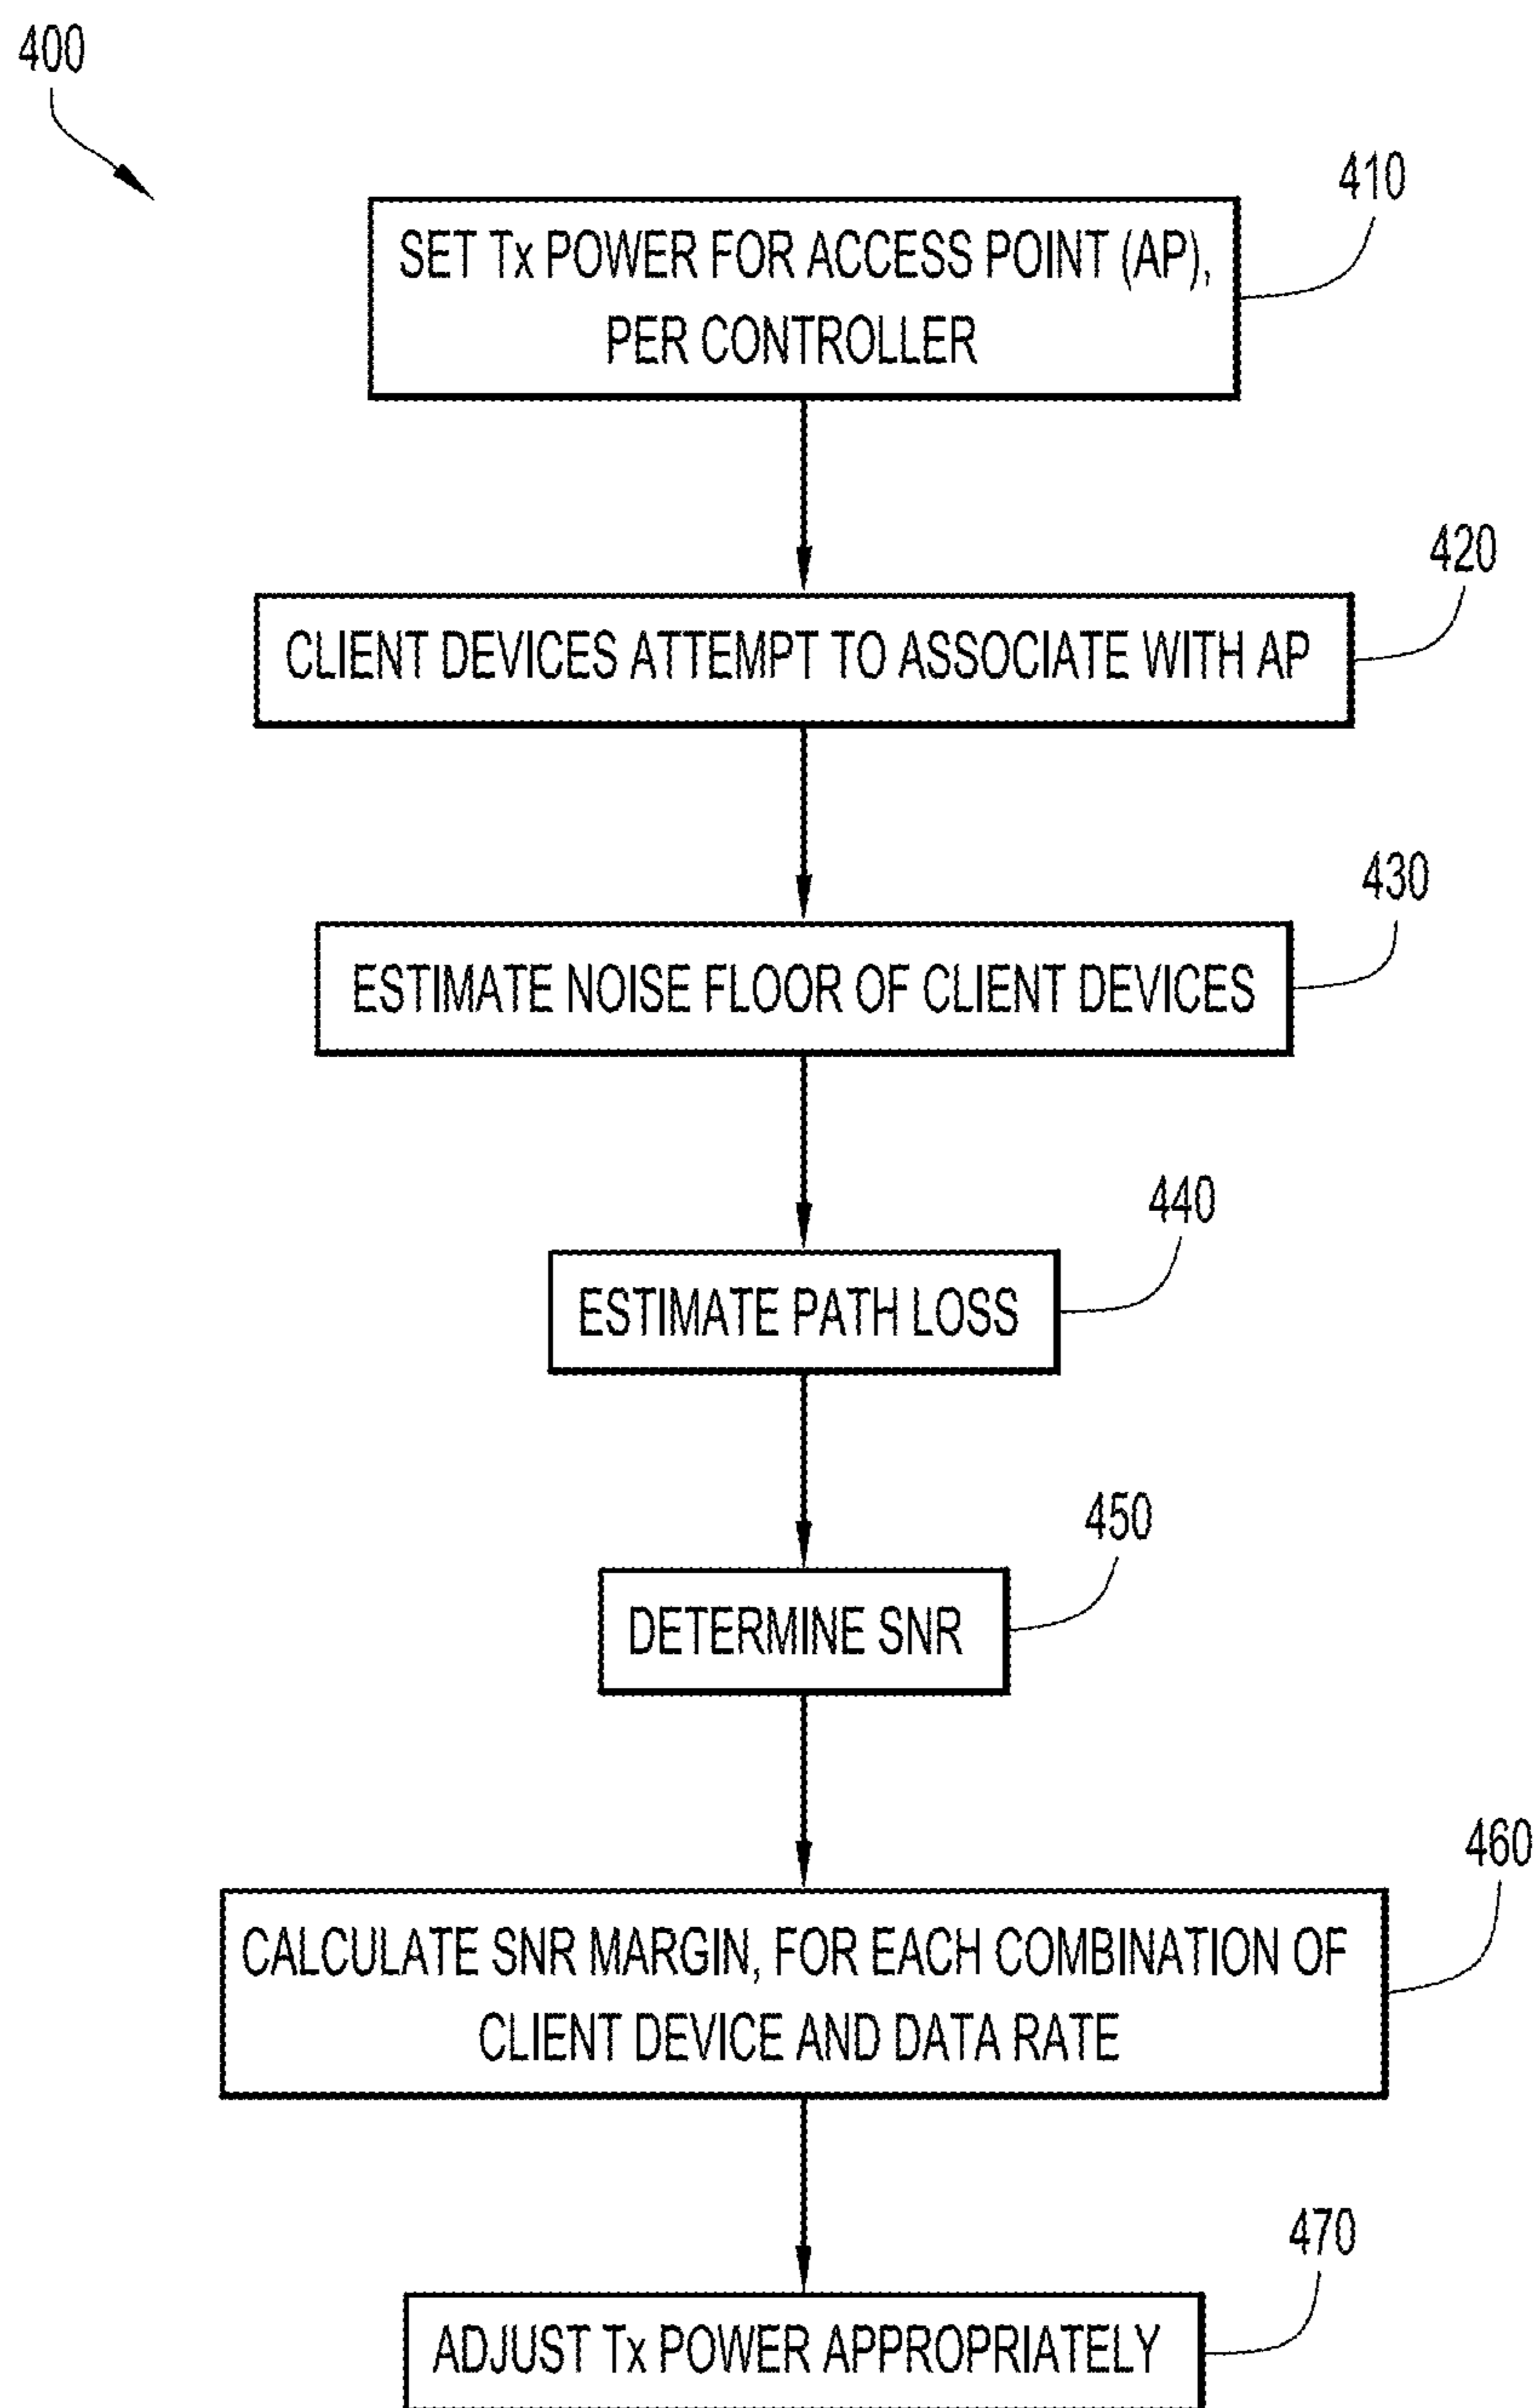 400
410
SET Tx POWER FOR ACCESS POINT (AP),
PER CONTROLLER
420
CLIENT DEVICES ATTEMPT TO ASSOCIATE WITH AP
430
ESTIMATE NOISE FLOOR OF CLIENT DEVICES
440
ESTIMATE PATH LOSS
450
DETERMINE SNR
460
CALCULATE SNR MARGIN, FOR EACH COMBINATION OF
CLIENT DEVICE AND DATA RATE
470
ADJUST Tx POWER APPROPRIATELY